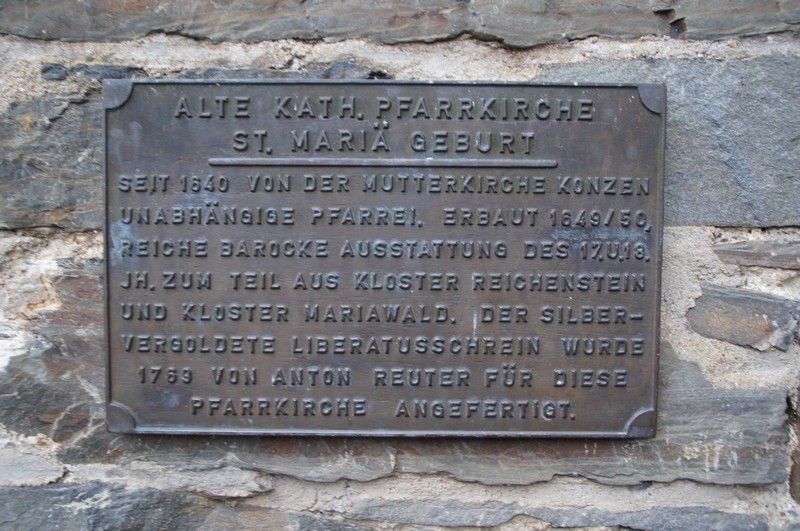 ALTE KATH. PFARRKIRCHE
ST. MARIÄ GEBURT
SEIT 1640 VON DER MUTTERKIRCHE KONZEN
UNABHÄNGIGE PFARREI. ERBAUT 1649/50,
REICHE BAROCKE AUSSTATTUNG DES 17.U.18.
JH. ZUM TEIL AUS KLOSTER REICHENSTEIN
UND KLOSTER MARIAWALD. DER SILBER-
VERGOLDETE LIBERATUSSCHREIN WURDE
1769 VON ANTON REUTER FÜR DIESE
PFARRKIRCHE ANGEFERTIGT.